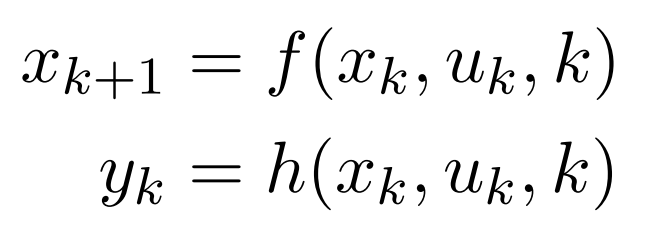 x_{k+1} = f(x_k, u_k, k)
y_k = h(x_k, u_k, k)